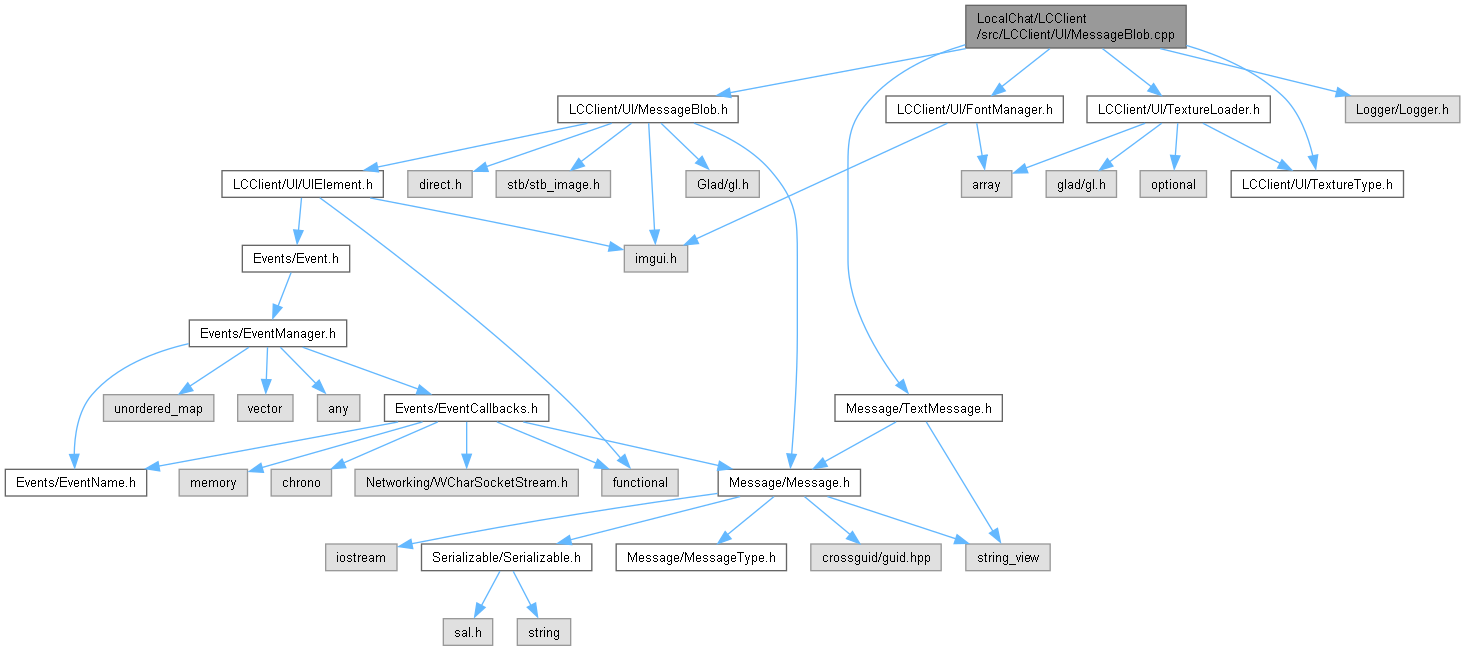 LocalChat/LCClient
/src/LCClient/UI/MessageBlob.cpp
LCClient/UI/MessageBlob.h
LCClient/UI/FontManager.h
LCClient/UI/TextureLoader.h
Logger/Logger.h
LCClient/UI/UIElement.h
direct.h
stb/stb_image.h
Glad/gl.h
array
glad/gl.h
optional
LCClient/UI/TextureType.h
Events/Event.h
imgui.h
Events/EventManager.h
unordered_map
vector
any
Events/EventCallbacks.h
Message/TextMessage.h
Events/EventName.h
memory
chrono
Networking/WCharSocketStream.h
functional
Message/Message.h
iostream
Serializable/Serializable.h
Message/MessageType.h
crossguid/guid.hpp
string_view
sal.h
string